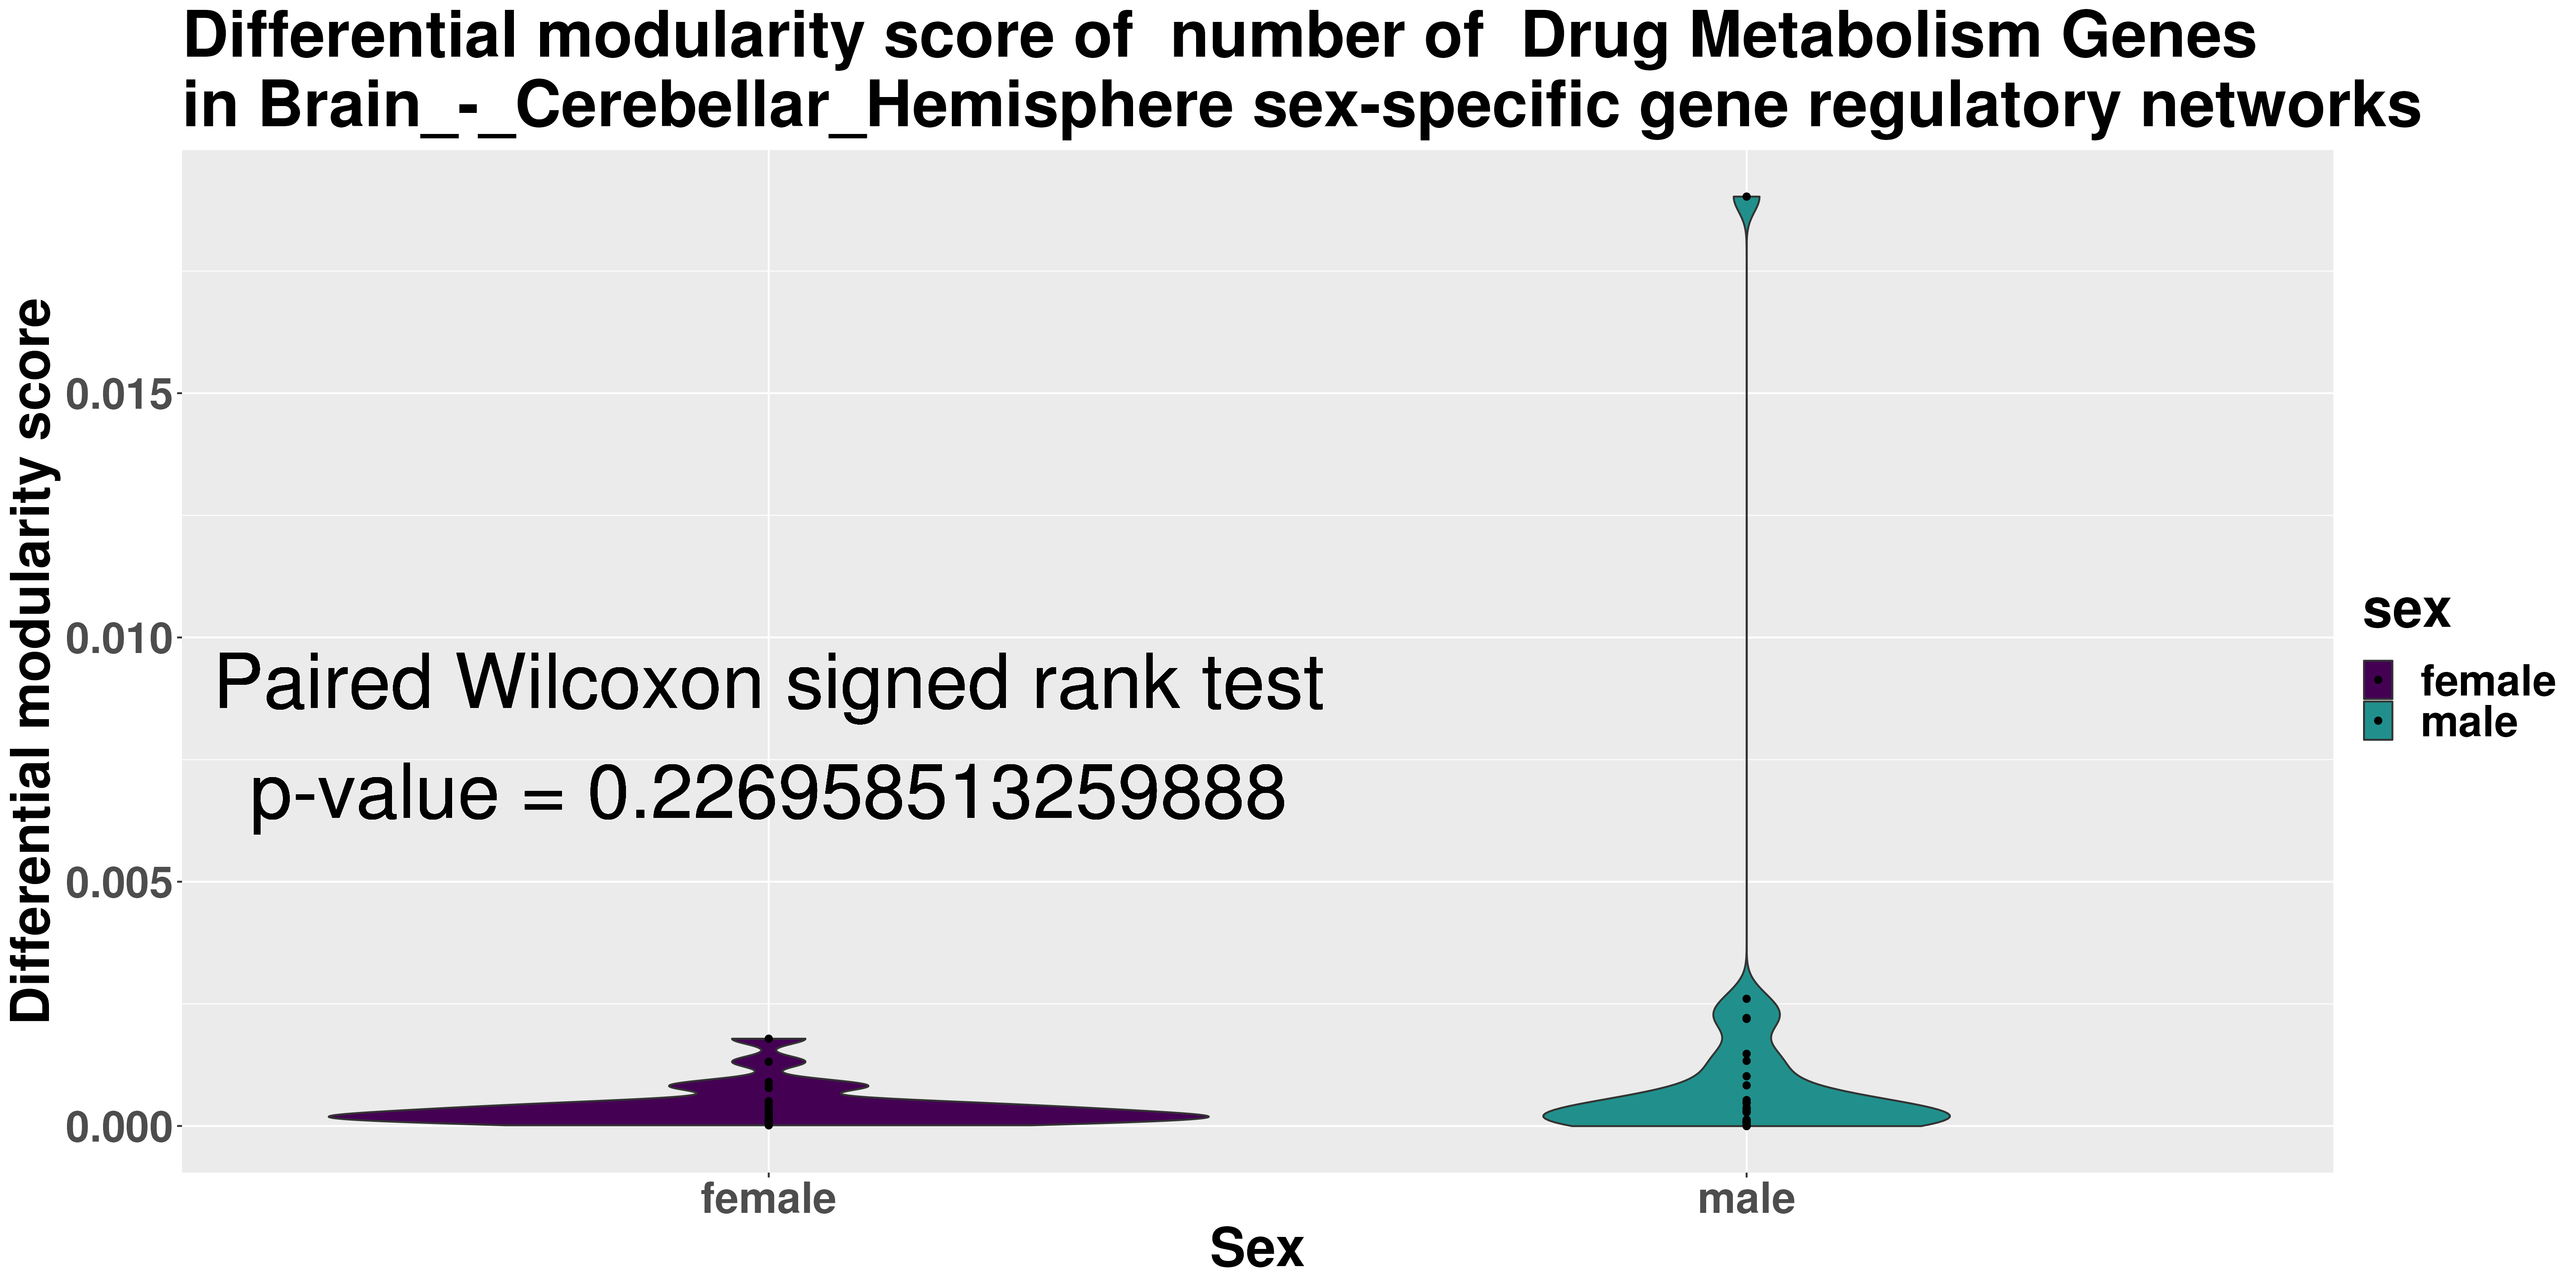 Differential modularity score of  number of  Drug Metabolism Genes
in Brain_-_Cerebellar_Hemisphere sex-specific gene regulatory networks
Differential modularity score
0.015
0.010
0.005
0.000
Paired Wilcoxon signed rank test
p-value = 0.226958513259888
female
male
Sex
sex
female
male